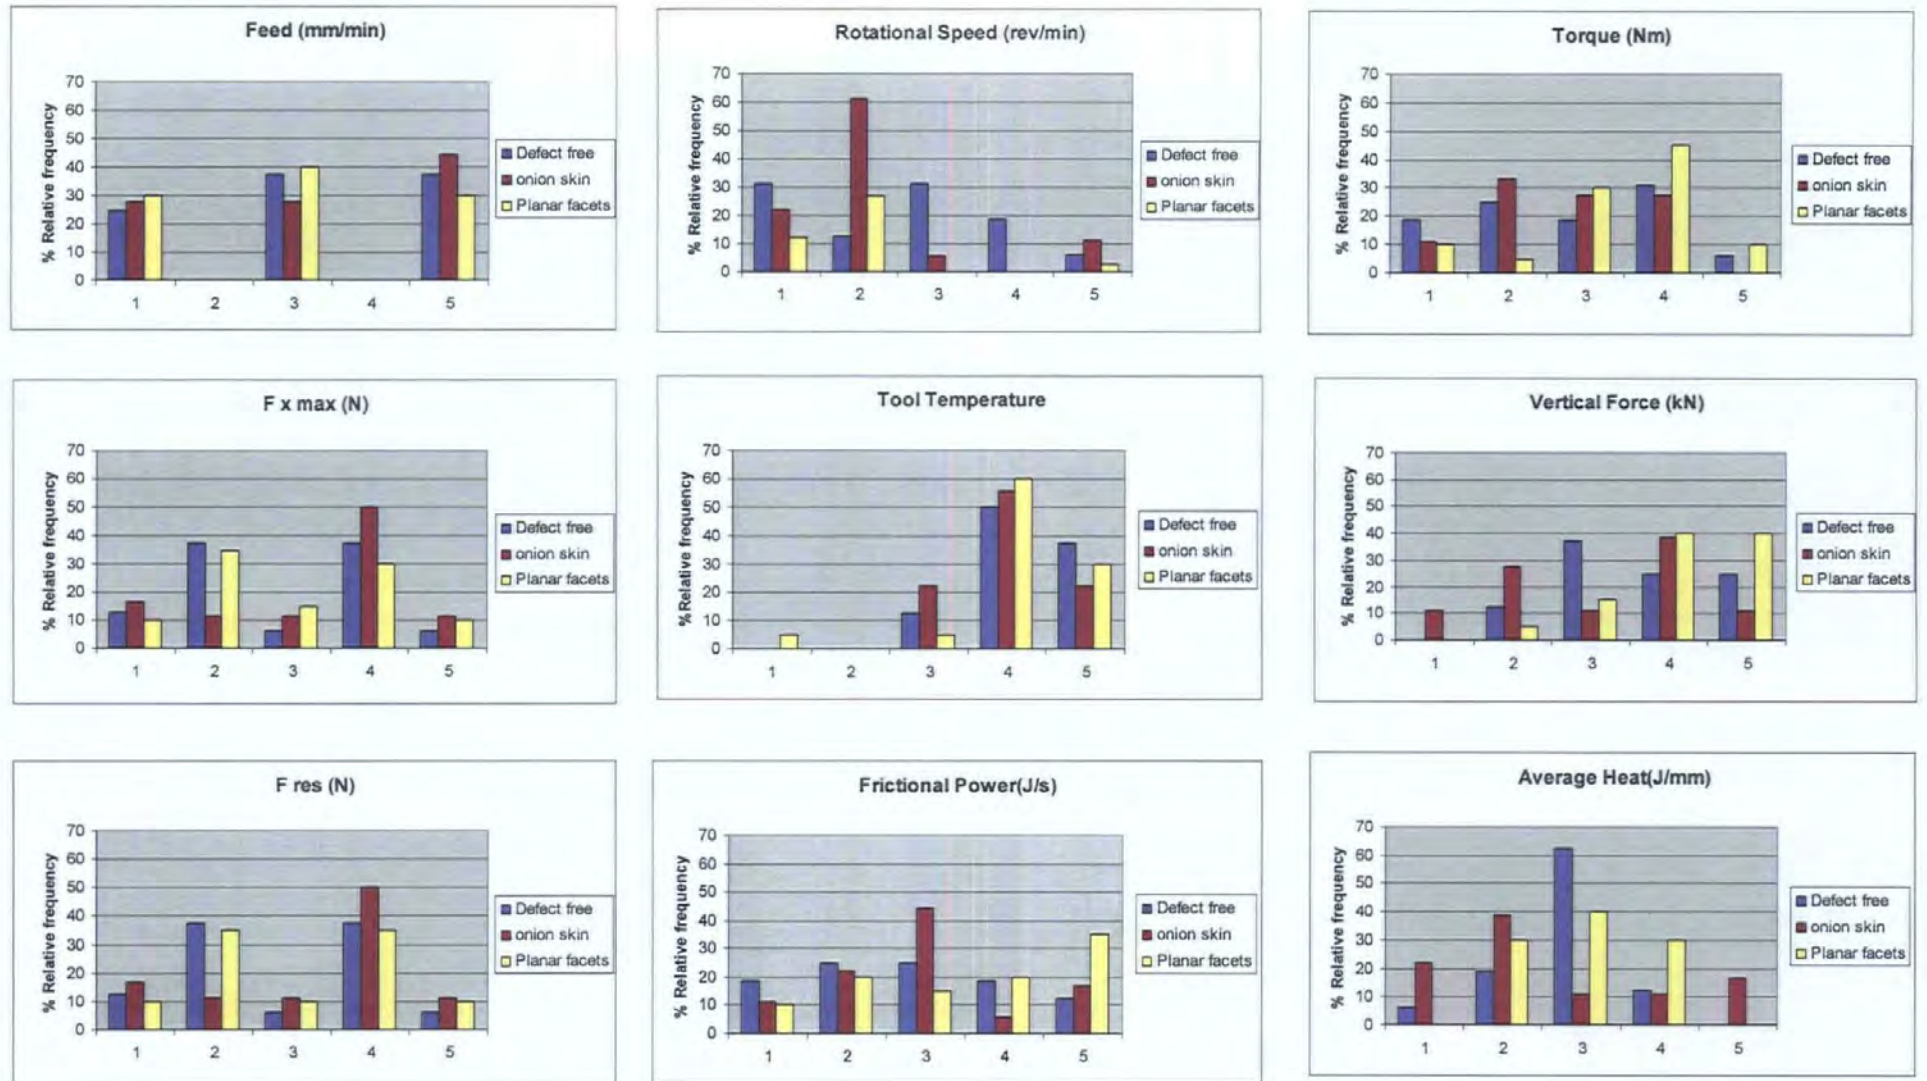 Feed (mm/min)
% Relative frequency
70
60
50
40
30
20
10
0
1 2 3 4 5
Defect free
onion skin
Planar facets
Rotational Speed (rev/min)
% Relative frequency
70
60
50
40
30
20
10
0
1 2 3 4 5
Defect free
onion skin
Planar facets
Torque (Nm)
% Relative frequency
70
60
50
40
30
20
10
0
1 2 3 4 5
Defect free
onion skin
Planar facets
F x max (N)
% Relative frequency
70
60
50
40
30
20
10
0
1 2 3 4 5
Defect free
onion skin
Planar facets
Tool Temperature
%Relative frequency
70
60
50
40
30
20
10
0
1 2 3 4 5
Defect free
onion skin
Planar facets
Vertical Force (kN)
% Relative frequency
70
60
50
40
30
20
10
0
1 2 3 4 5
Defect free
onion skin
Planar facets
F res (N)
% Relative frequency
70
60
50
40
30
20
10
0
1 2 3 4 5
Defect free
onion skin
Planar facets
Frictional Power(J/s)
% Relative frequency
70
60
50
40
30
20
10
0
1 2 3 4 5
Defect free
onion skin
Planar facets
Average Heat(J/mm)
% Relative frequency
70
60
50
40
30
20
10
0
1 2 3 4 5
Defect free
onion skin
Planar facets